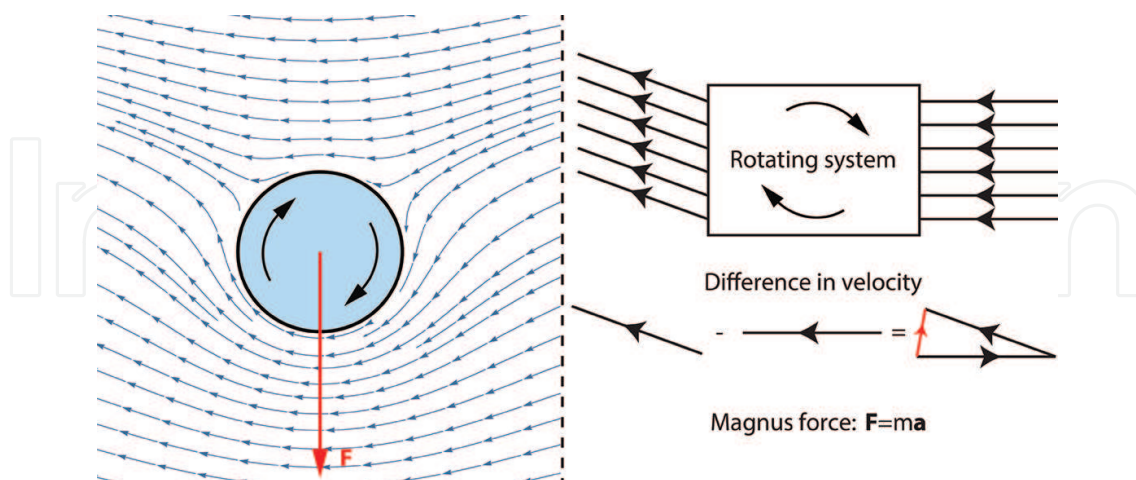 F
Rotating system
Difference in velocity
- =
Magnus force: F=ma